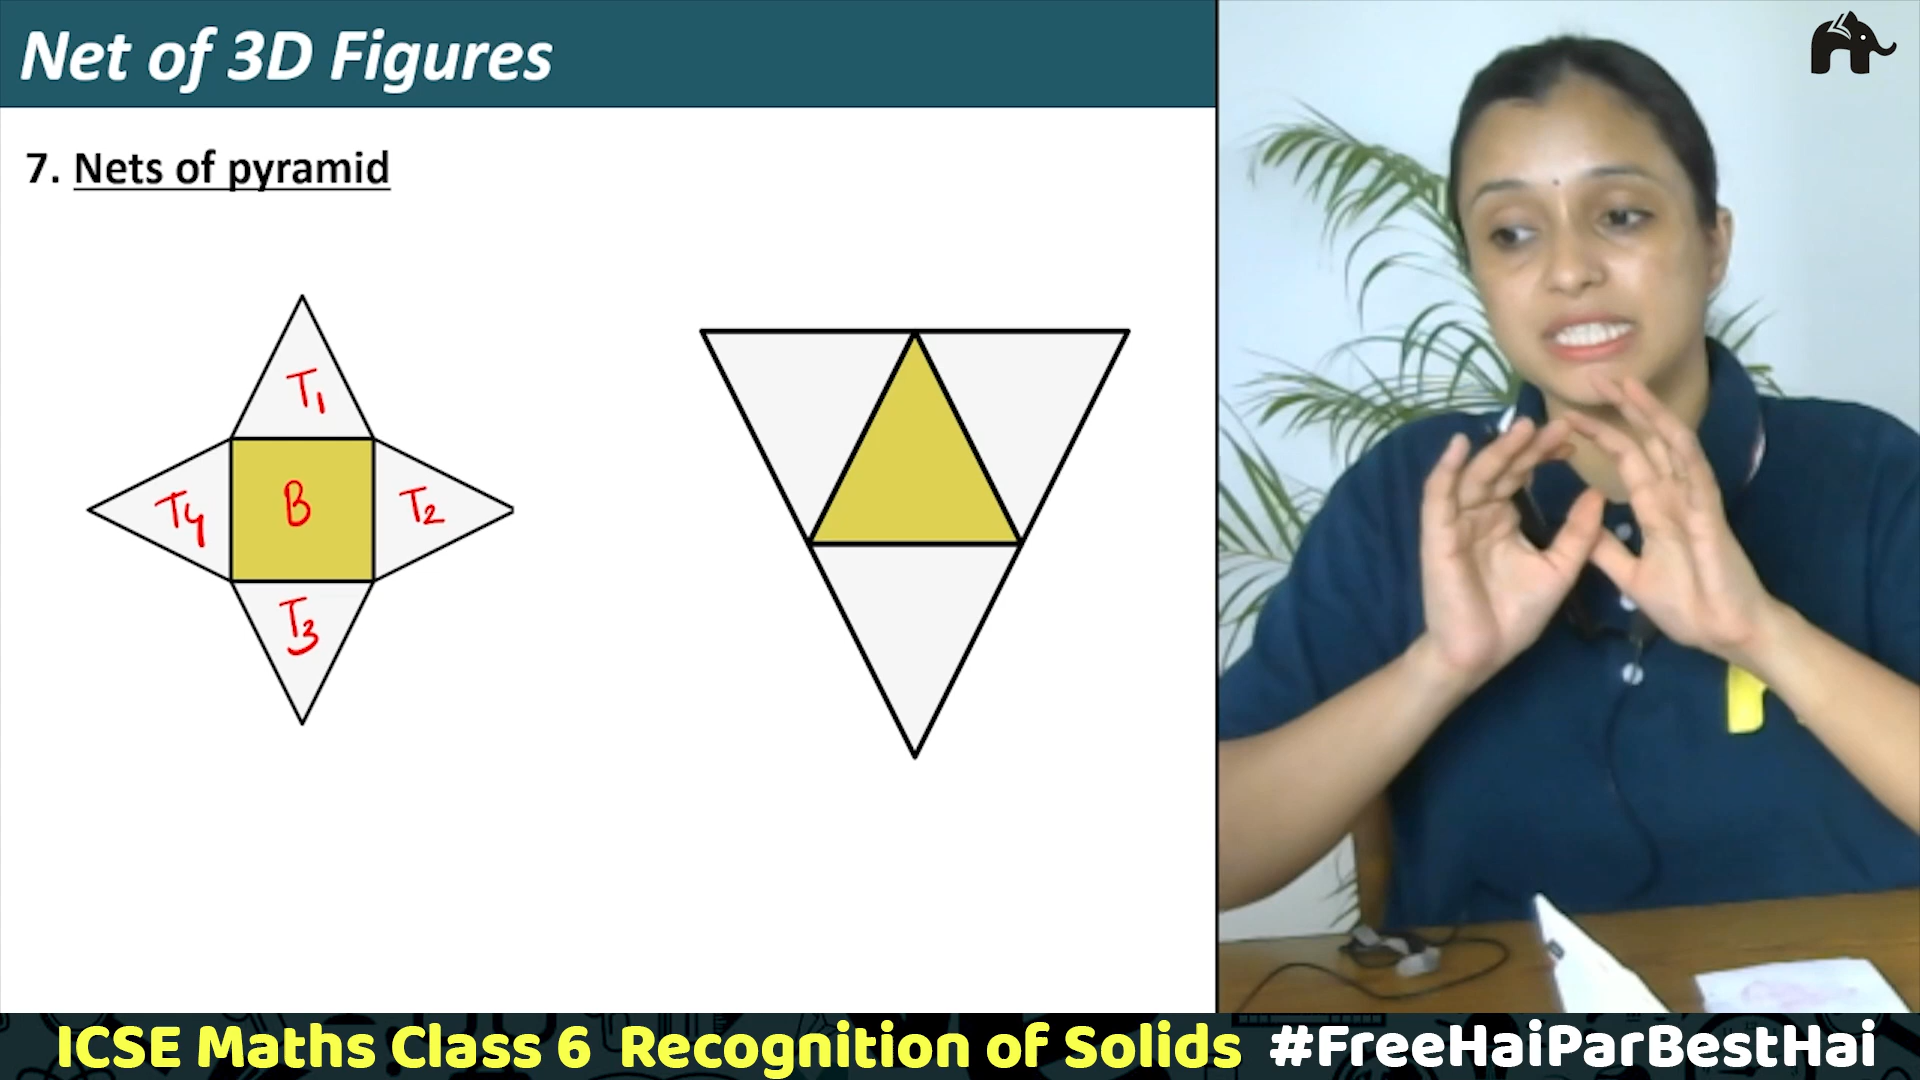 Net of 3D Figures
7. Nets of pyramid
T1
T4 B T2
T3
ICSE Maths Class 6 Recognition of Solids #FreeHaiParBestHai